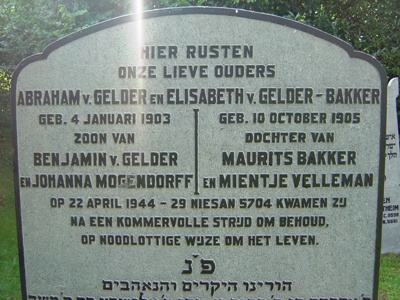 HIER RUSTEN
ONZE LIEVE OUDERS
ABRAHAM v. GELDER EN ELISABETH v. GELDER - BAKKER
GEB. 4 JANUARI 1903 GEB. 10 OCTOBER 1905
ZOON VAN DOCHTER VAN
BENJAMIN v. GELDER MAURITS BAKKER
EN JOHANNA MOGENDORFF EN MIENTJE VELLEMAN
OP 22 APRIL 1944 - 29 NIESAN 5704 KWAMEN ZIJ
NA EEN KOMMERVOLLE STRIJD OM BEHOUD,
OP NOODLOTTIGE WIJZE OM HET LEVEN.
פ״נ
הורינו היקרים והנאהבים